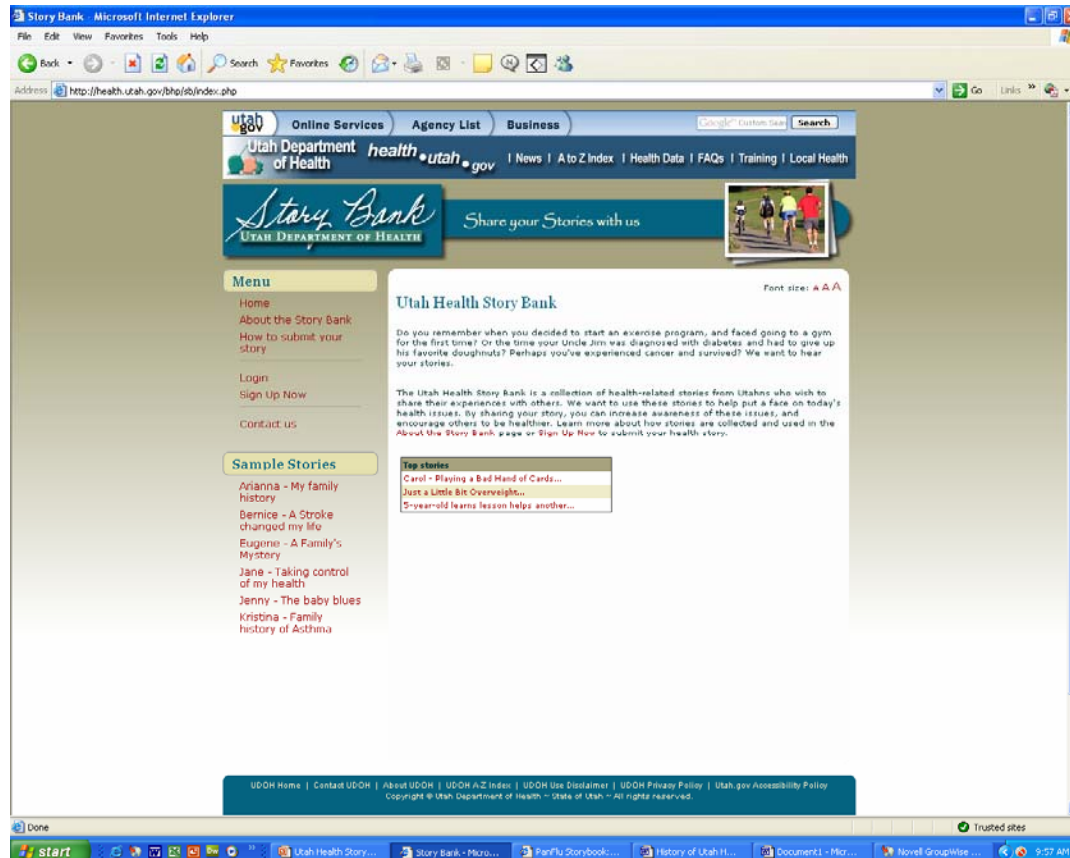 Story Bank - Microsoft Internet Explorer
File Edit View Favorites Tools Help
Back Search Favorites
Address http://health.utah.gov/bhp/sb/index.php Go Links »
utah gov Online Services Agency List Business Google™ Custom Sear Search
Utah Department of Health health.utah.gov | News | A to Z Index | Health Data | FAQs | Training | Local Health
Story Bank Share your Stories with us
UTAH DEPARTMENT OF HEALTH
Menu
Home
About the Story Bank
How to submit your
story
Login
Sign Up Now
Contact us
Sample Stories
Arianna - My family
history
Bernice - A Stroke
changed my life
Eugene - A Family's
Mystery
Jane - Taking control
of my health
Jenny - The baby blues
Kristina - Family
history of Asthma
Font size: A A A
Utah Health Story Bank
Do you remember when you decided to start an exercise program, and faced going to a gym
for the first time? Or the time your Uncle Jim was diagnosed with diabetes and had to give up
his favorite doughnuts? Perhaps you've experienced cancer and survived? We want to hear
your stories.
The Utah Health Story Bank is a collection of health-related stories from Utahns who wish to
share their experiences with others. We want to use these stories to help put a face on today's
health issues. By sharing your story, you can increase awareness of these issues, and
encourage others to be healthier. Learn more about how stories are collected and used in the
About the Story Bank page or Sign Up Now to submit your health story.
Top stories
Carol - Playing a Bad Hand of Cards...
Just a Little Bit Overweight...
5-year-old learns lesson helps another...
UDOH Home | Contact UDOH | About UDOH | UDOH A-Z Index | UDOH Use Disclaimer | UDOH Privacy Policy | Utah.gov Accessibility Policy
Copyright © Utah Department of Health ~ State of Utah ~ All rights reserved.
Done Trusted sites
start Utah Health Story... Story Bank - Micro... PanFlu Storybook:... History of Utah H... Document1 - Micr... Novell GroupWise ... 9:57 AM